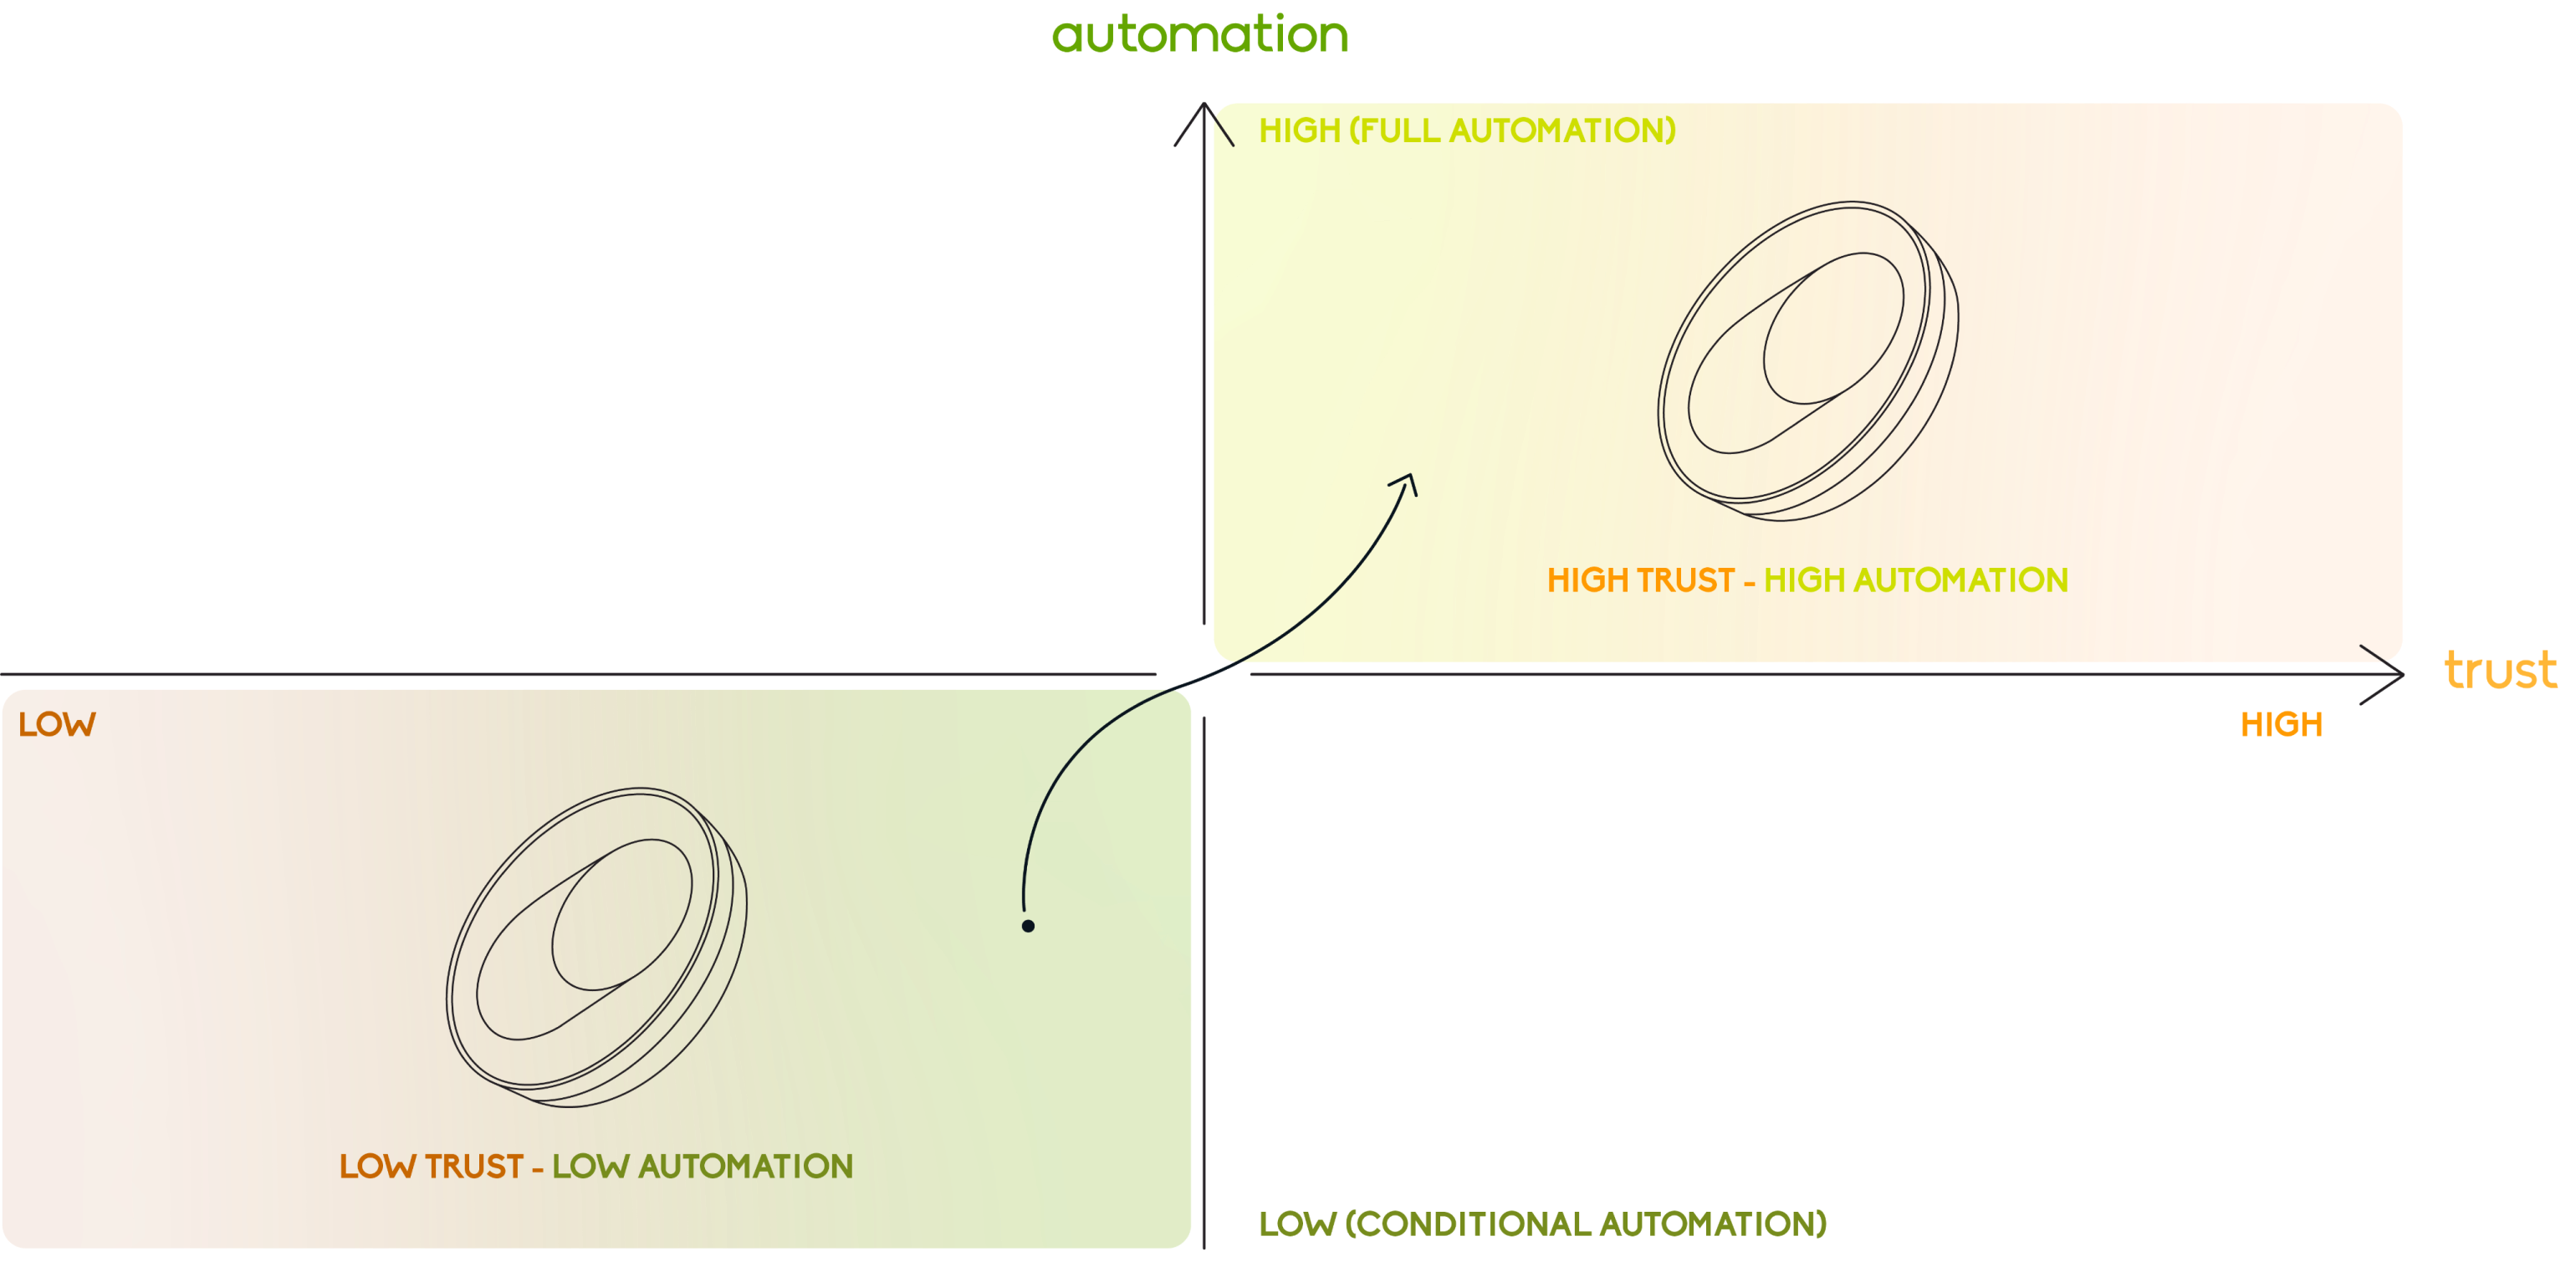 automation
HIGH (FULL AUTOMATION)
HIGH TRUST - HIGH AUTOMATION
trust
LOW
HIGH
LOW TRUST - LOW AUTOMATION
LOW (CONDITIONAL AUTOMATION)